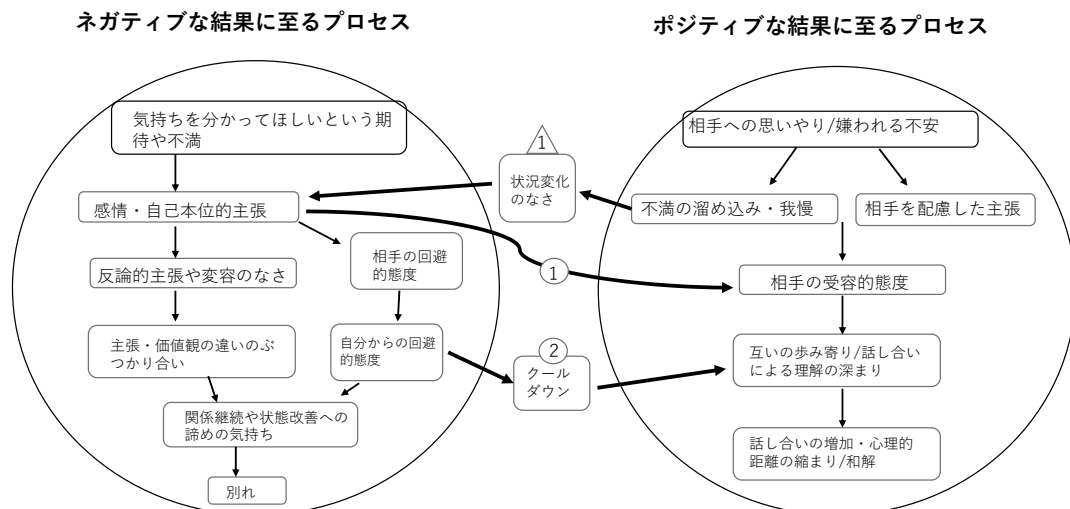 ネガティブな結果に至るプロセス
気持ちを分かってほしいという期
待や不満
感情・自己本位的主張
反論的主張や変容のなさ
相手の回避
的態度
主張・価値観の違いのぶ
つかり合い
自分からの回避
的態度
関係継続や状態改善への
諦めの気持ち
別れ
1
状況変化
のなさ
1
2
クール
ダウン
ポジティブな結果に至るプロセス
相手への思いやり/嫌われる不安
不満の溜め込み・我慢
相手を配慮した主張
相手の受容的態度
互いの歩み寄り/話し合い
による理解の深まり
話し合いの増加・心理的
距離の縮まり/和解